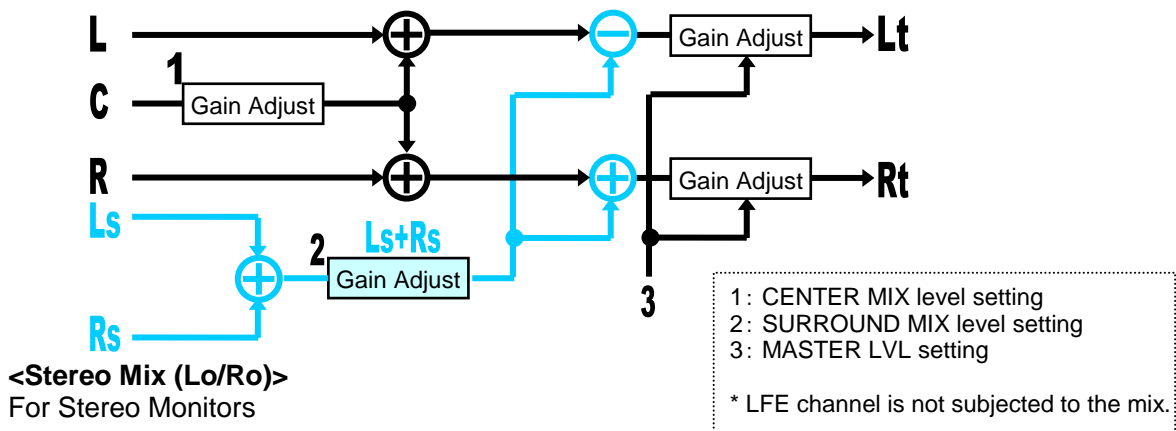 L
Gain Adjust
Lt
1
C
Gain Adjust
R
Gain Adjust
Rt
Ls
2
Ls+Rs
Gain Adjust
3
Rs
<Stereo Mix (Lo/Ro)>
For Stereo Monitors
1: CENTER MIX level setting
2: SURROUND MIX level setting
3: MASTER LVL setting
* LFE channel is not subjected to the mix.